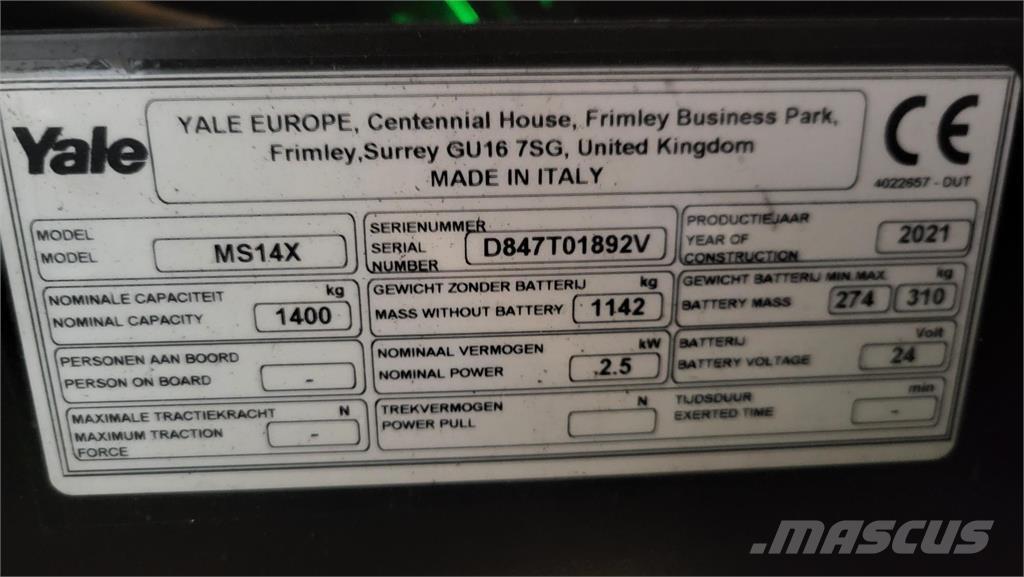 Yale
YALE EUROPE, Centennial House, Frimley Business Park,
Frimley,Surrey GU16 7SG, United Kingdom
MADE IN ITALY
CE
4022657 - DUT
MODEL
MODEL
MS14X
SERIENUMMER
SERIAL
NUMBER
D847T01892V
PRODUCTIEJAAR
YEAR OF
CONSTRUCTION
2021
NOMINALE CAPACITEIT kg
NOMINAL CAPACITY 1400
GEWICHT ZONDER BATTERIJ kg
MASS WITHOUT BATTERY 1142
GEWICHT BATTERIJ MIN MAX kg
BATTERY MASS 274 310
PERSONEN AAN BOORD
PERSON ON BOARD -
NOMINAAL VERMOGEN kW
NOMINAL POWER 2.5
BATTERIJ Volt
BATTERY VOLTAGE 24
MAXIMALE TRACTIEKRACHT N
MAXIMUM TRACTION
FORCE
-
TREKVERMOGEN N
POWER PULL
TIJDSDUUR min
EXERTED TIME -
MASCUS